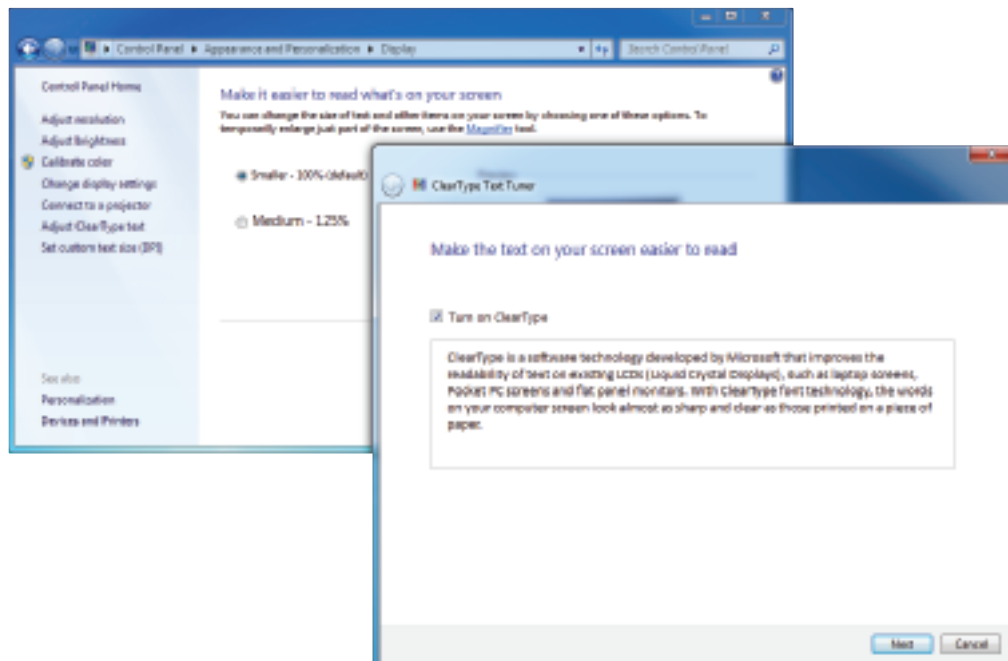 Control Panel ▸ Appearance and Personalization ▸ Display
Search Control Panel
Control Panel Home
Adjust resolution
Adjust brightness
Calibrate color
Change display settings
Connect to a projector
Adjust ClearType text
Set custom text size (DPI)
See also
Personalization
Devices and Printers
Make it easier to read what's on your screen
You can change the size of text and other items on your screen by choosing one of these options. To
temporarily enlarge just part of the screen, use the Magnifier tool.
Smaller - 100% (default)
Medium - 125%
ClearType Text Tuner
Make the text on your screen easier to read
Turn on ClearType
ClearType is a software technology developed by Microsoft that improves the
readability of text on existing LCDs (Liquid Crystal Displays), such as laptop screens,
Pocket PC screens and flat panel monitors. With ClearType font technology, the words
on your computer screen look almost as sharp and clear as those printed on a piece of
paper.
Next
Cancel